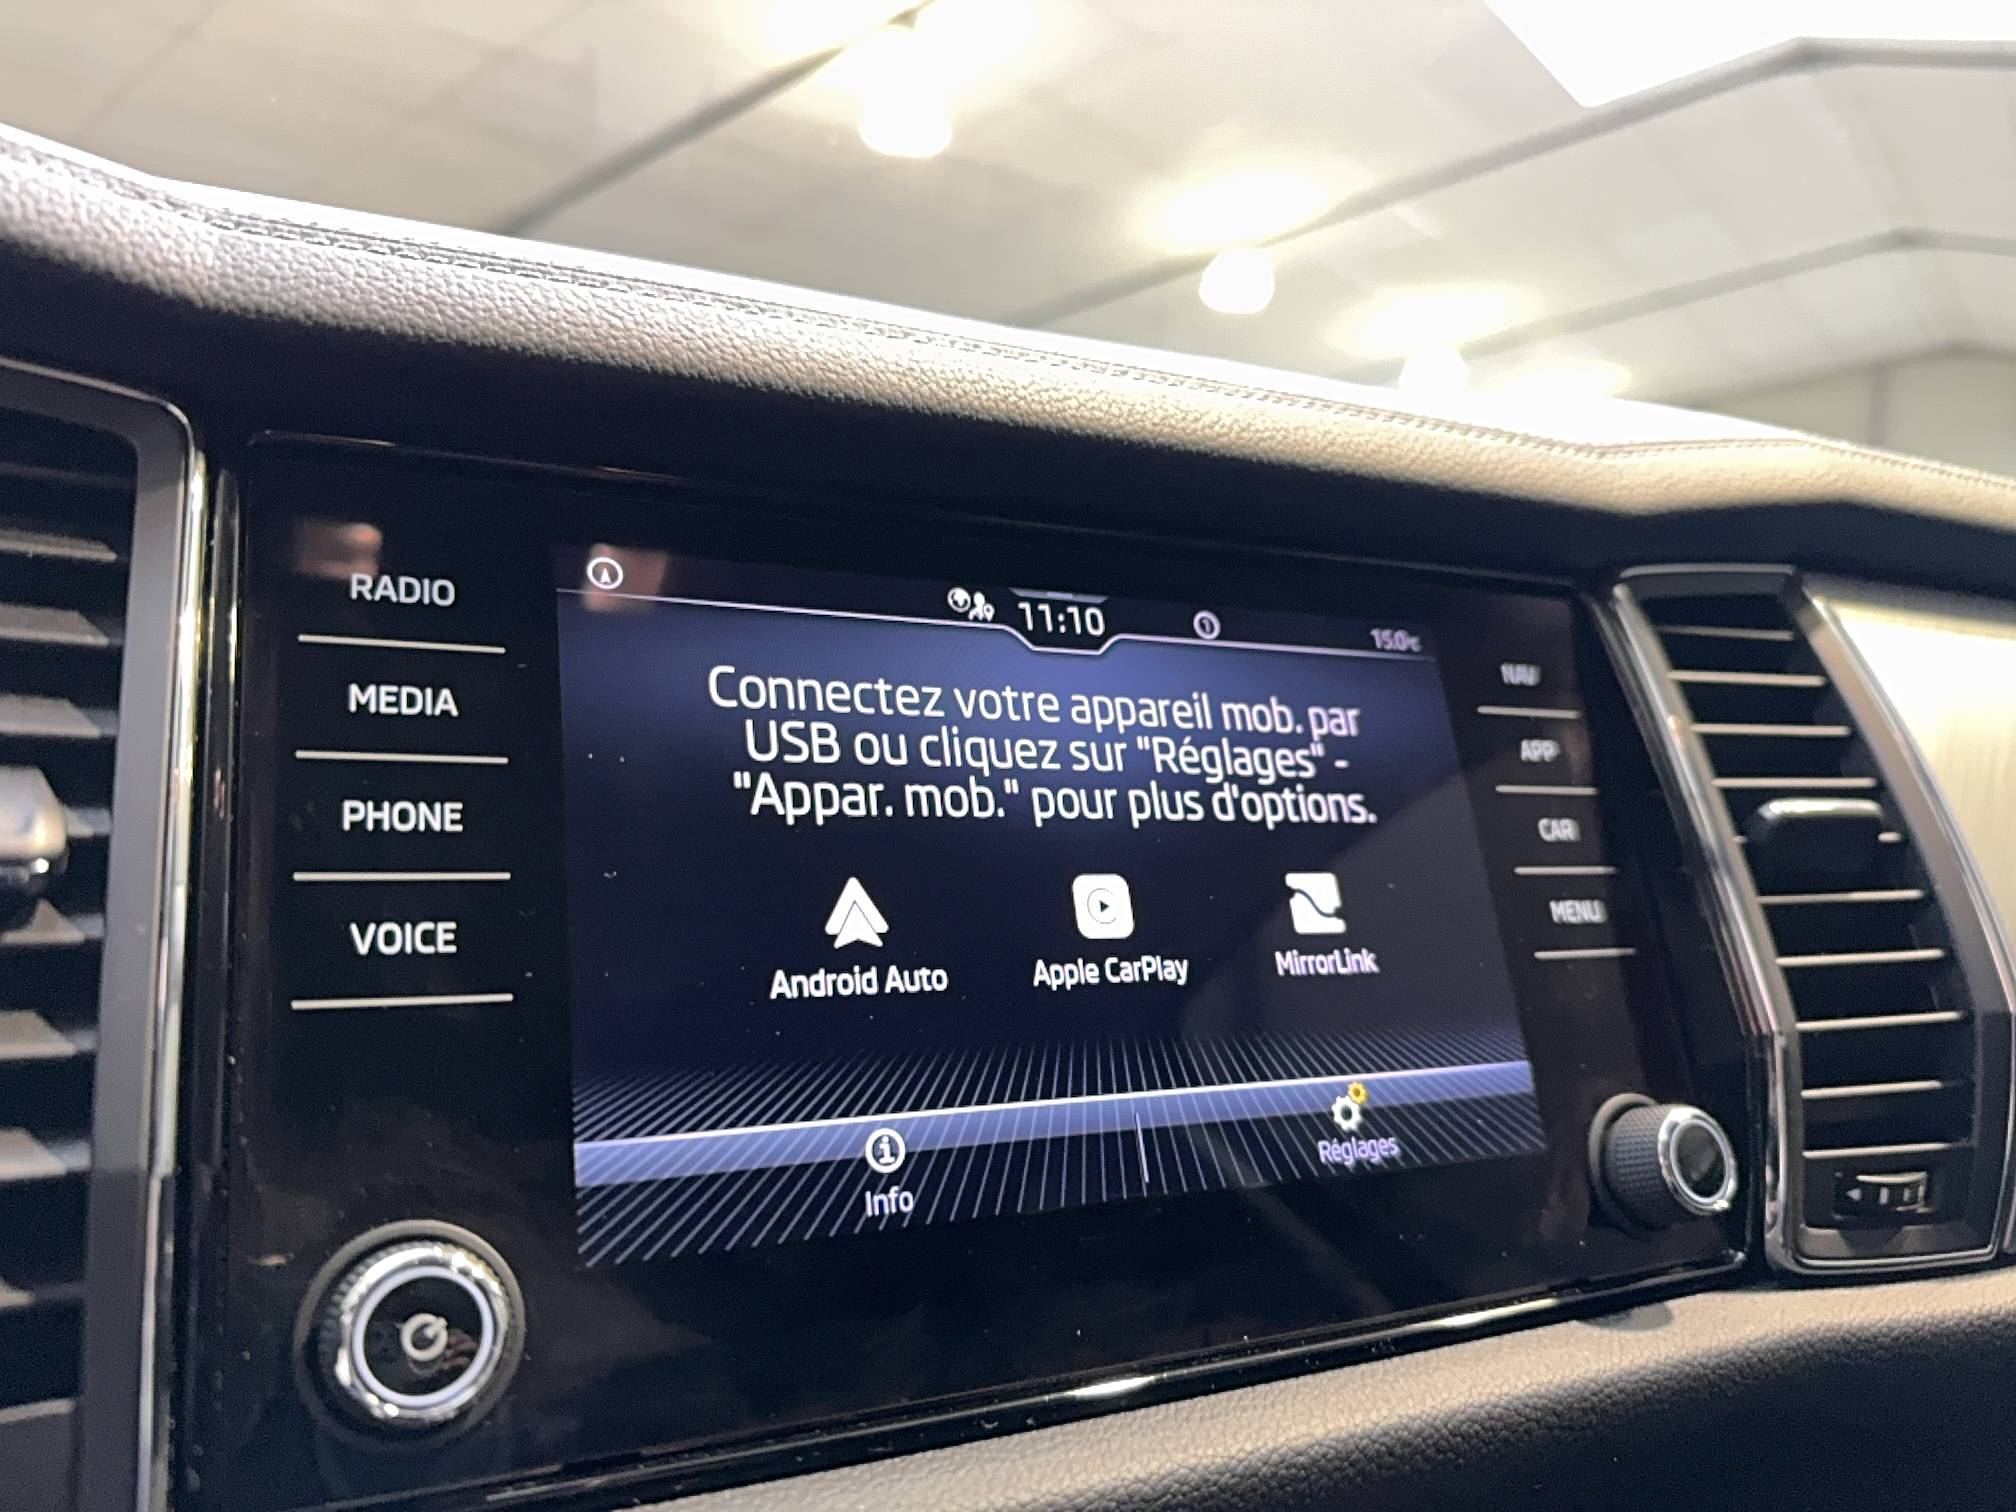 RADIO
MEDIA
PHONE
VOICE
11:10
15.0°C
Connectez votre appareil mob. par
USB ou cliquez sur "Réglages" -
"Appar. mob." pour plus d'options.
Android Auto
Apple CarPlay
MirrorLink
Info
Réglages
NAV
APP
CAR
MENU